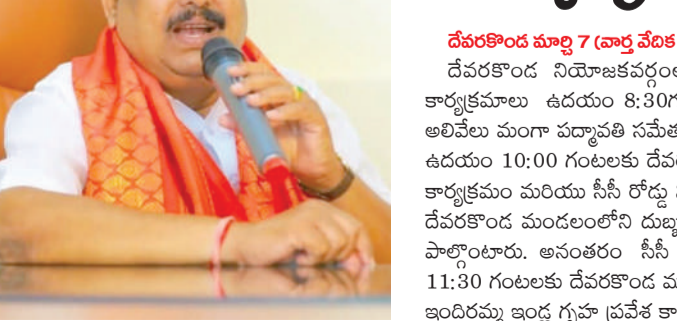 దేవరకొండ మార్చి 7 (వార్త వేదిక
దేవరకొండ నియోజకవర్గంల
కార్యక్రమాలు ఉదయం 8:30గ
అలివేలు మంగా పద్మావతి సమేత
ఉదయం 10:00 గంటలకు దేవర
కార్యక్రమం మరియు సీసీ రోడ్డు
దేవరకొండ మండలంలోని దుబ్బ
పాల్గొంటారు. అనంతరం సీసీ
11:30 గంటలకు దేవరకొండ మ
ఇందిరమ్మ ఇండ్ల గృహ ప్రవేశ కా